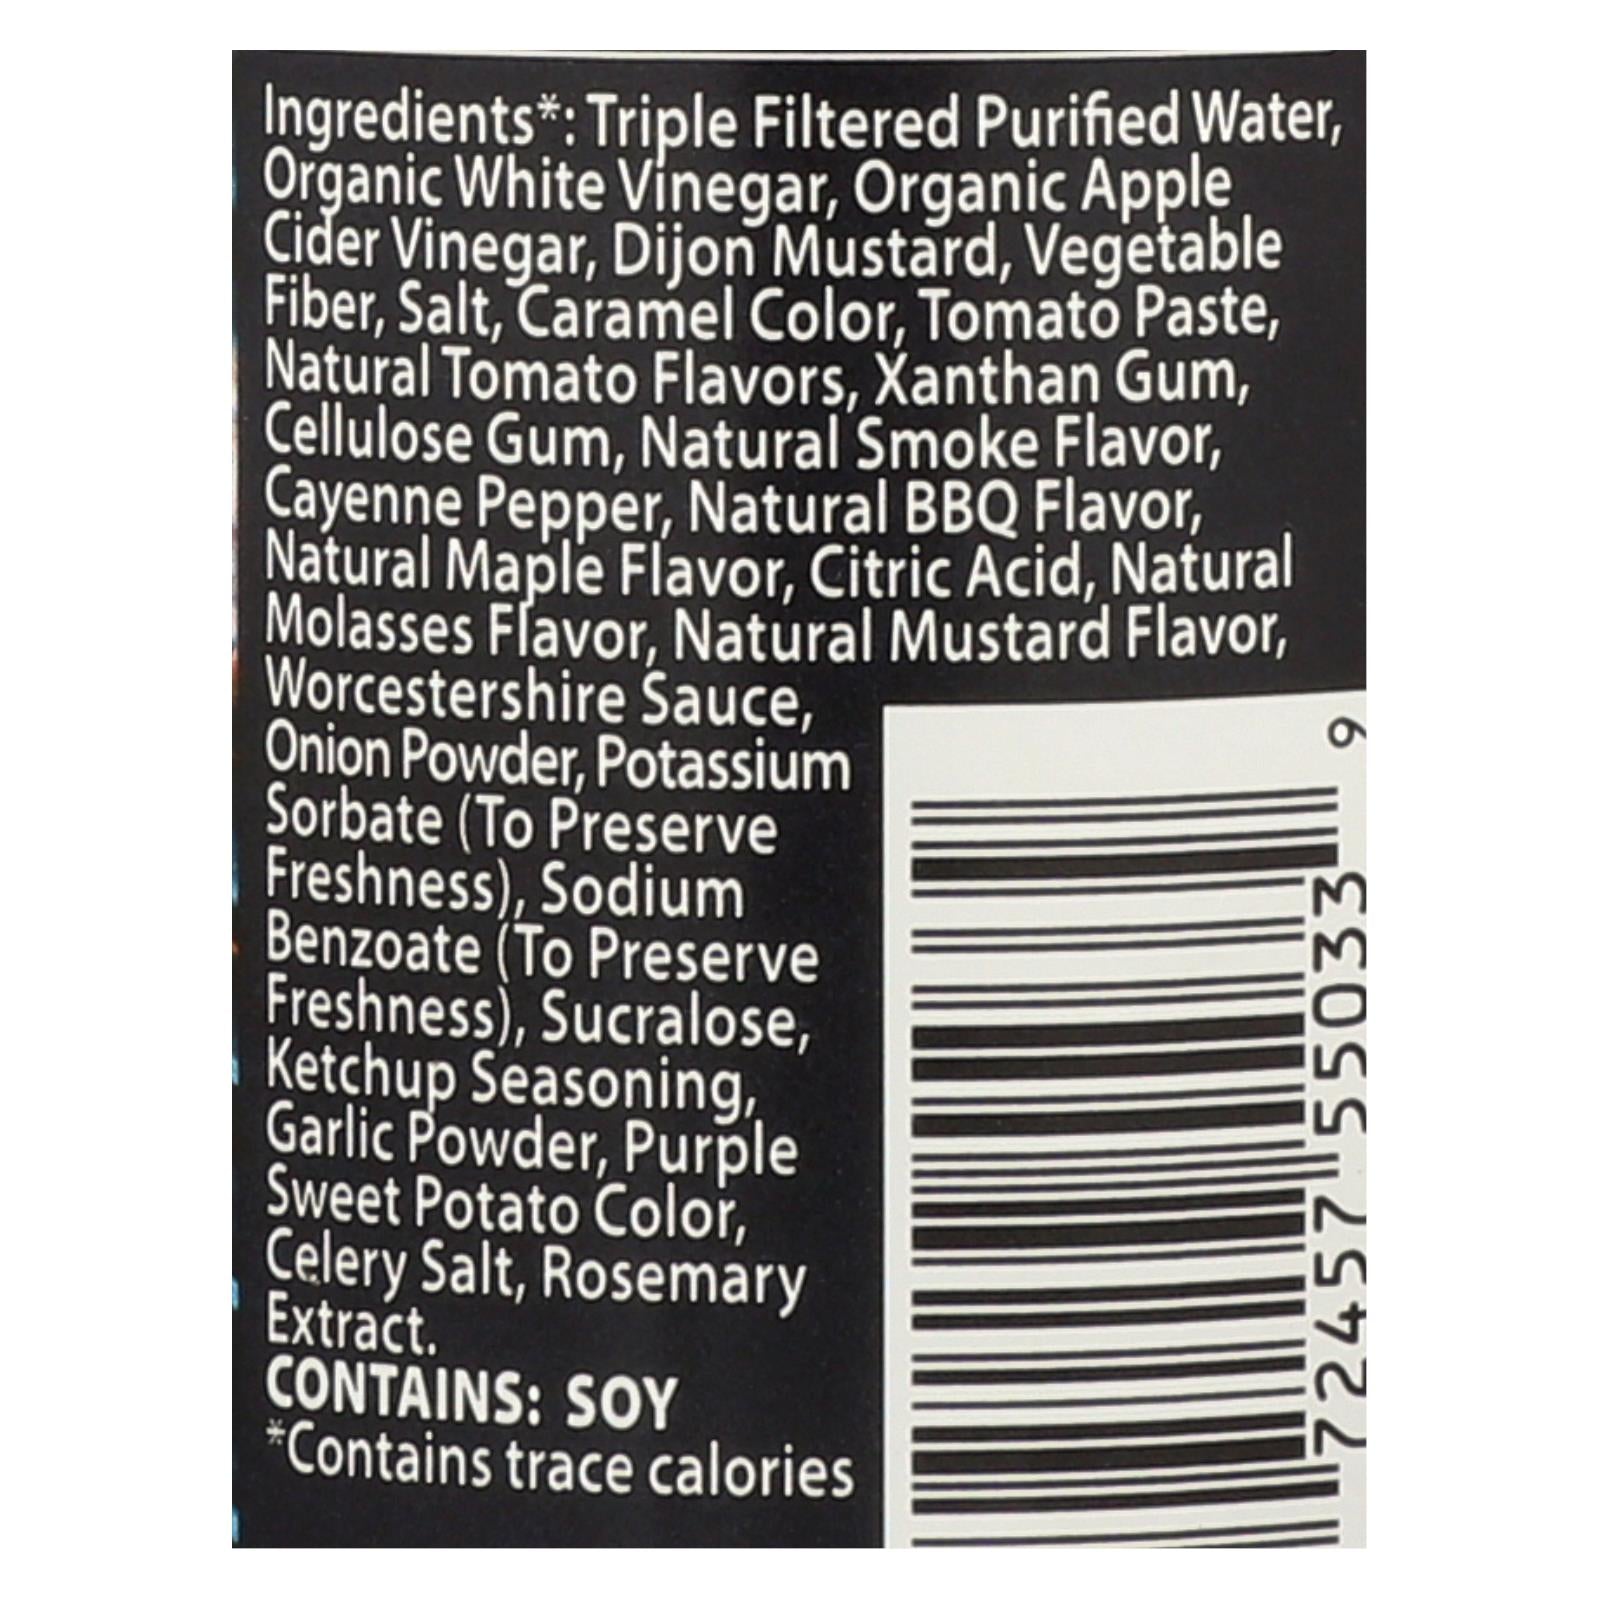 Ingredients*: Triple Filtered Purified Water,
Organic White Vinegar, Organic Apple
Cider Vinegar, Dijon Mustard, Vegetable
Fiber, Salt, Caramel Color, Tomato Paste,
Natural Tomato Flavors, Xanthan Gum,
Cellulose Gum, Natural Smoke Flavor,
Cayenne Pepper, Natural BBQ Flavor,
Natural Maple Flavor, Citric Acid, Natural
Molasses Flavor, Natural Mustard Flavor,
Worcestershire Sauce,
Onion Powder, Potassium
Sorbate (To Preserve
Freshness), Sodium
Benzoate (To Preserve
Freshness), Sucralose,
Ketchup Seasoning,
Garlic Powder, Purple
Sweet Potato Color,
Celery Salt, Rosemary
Extract.
CONTAINS: SOY
*Contains trace calories
72457 55033 9